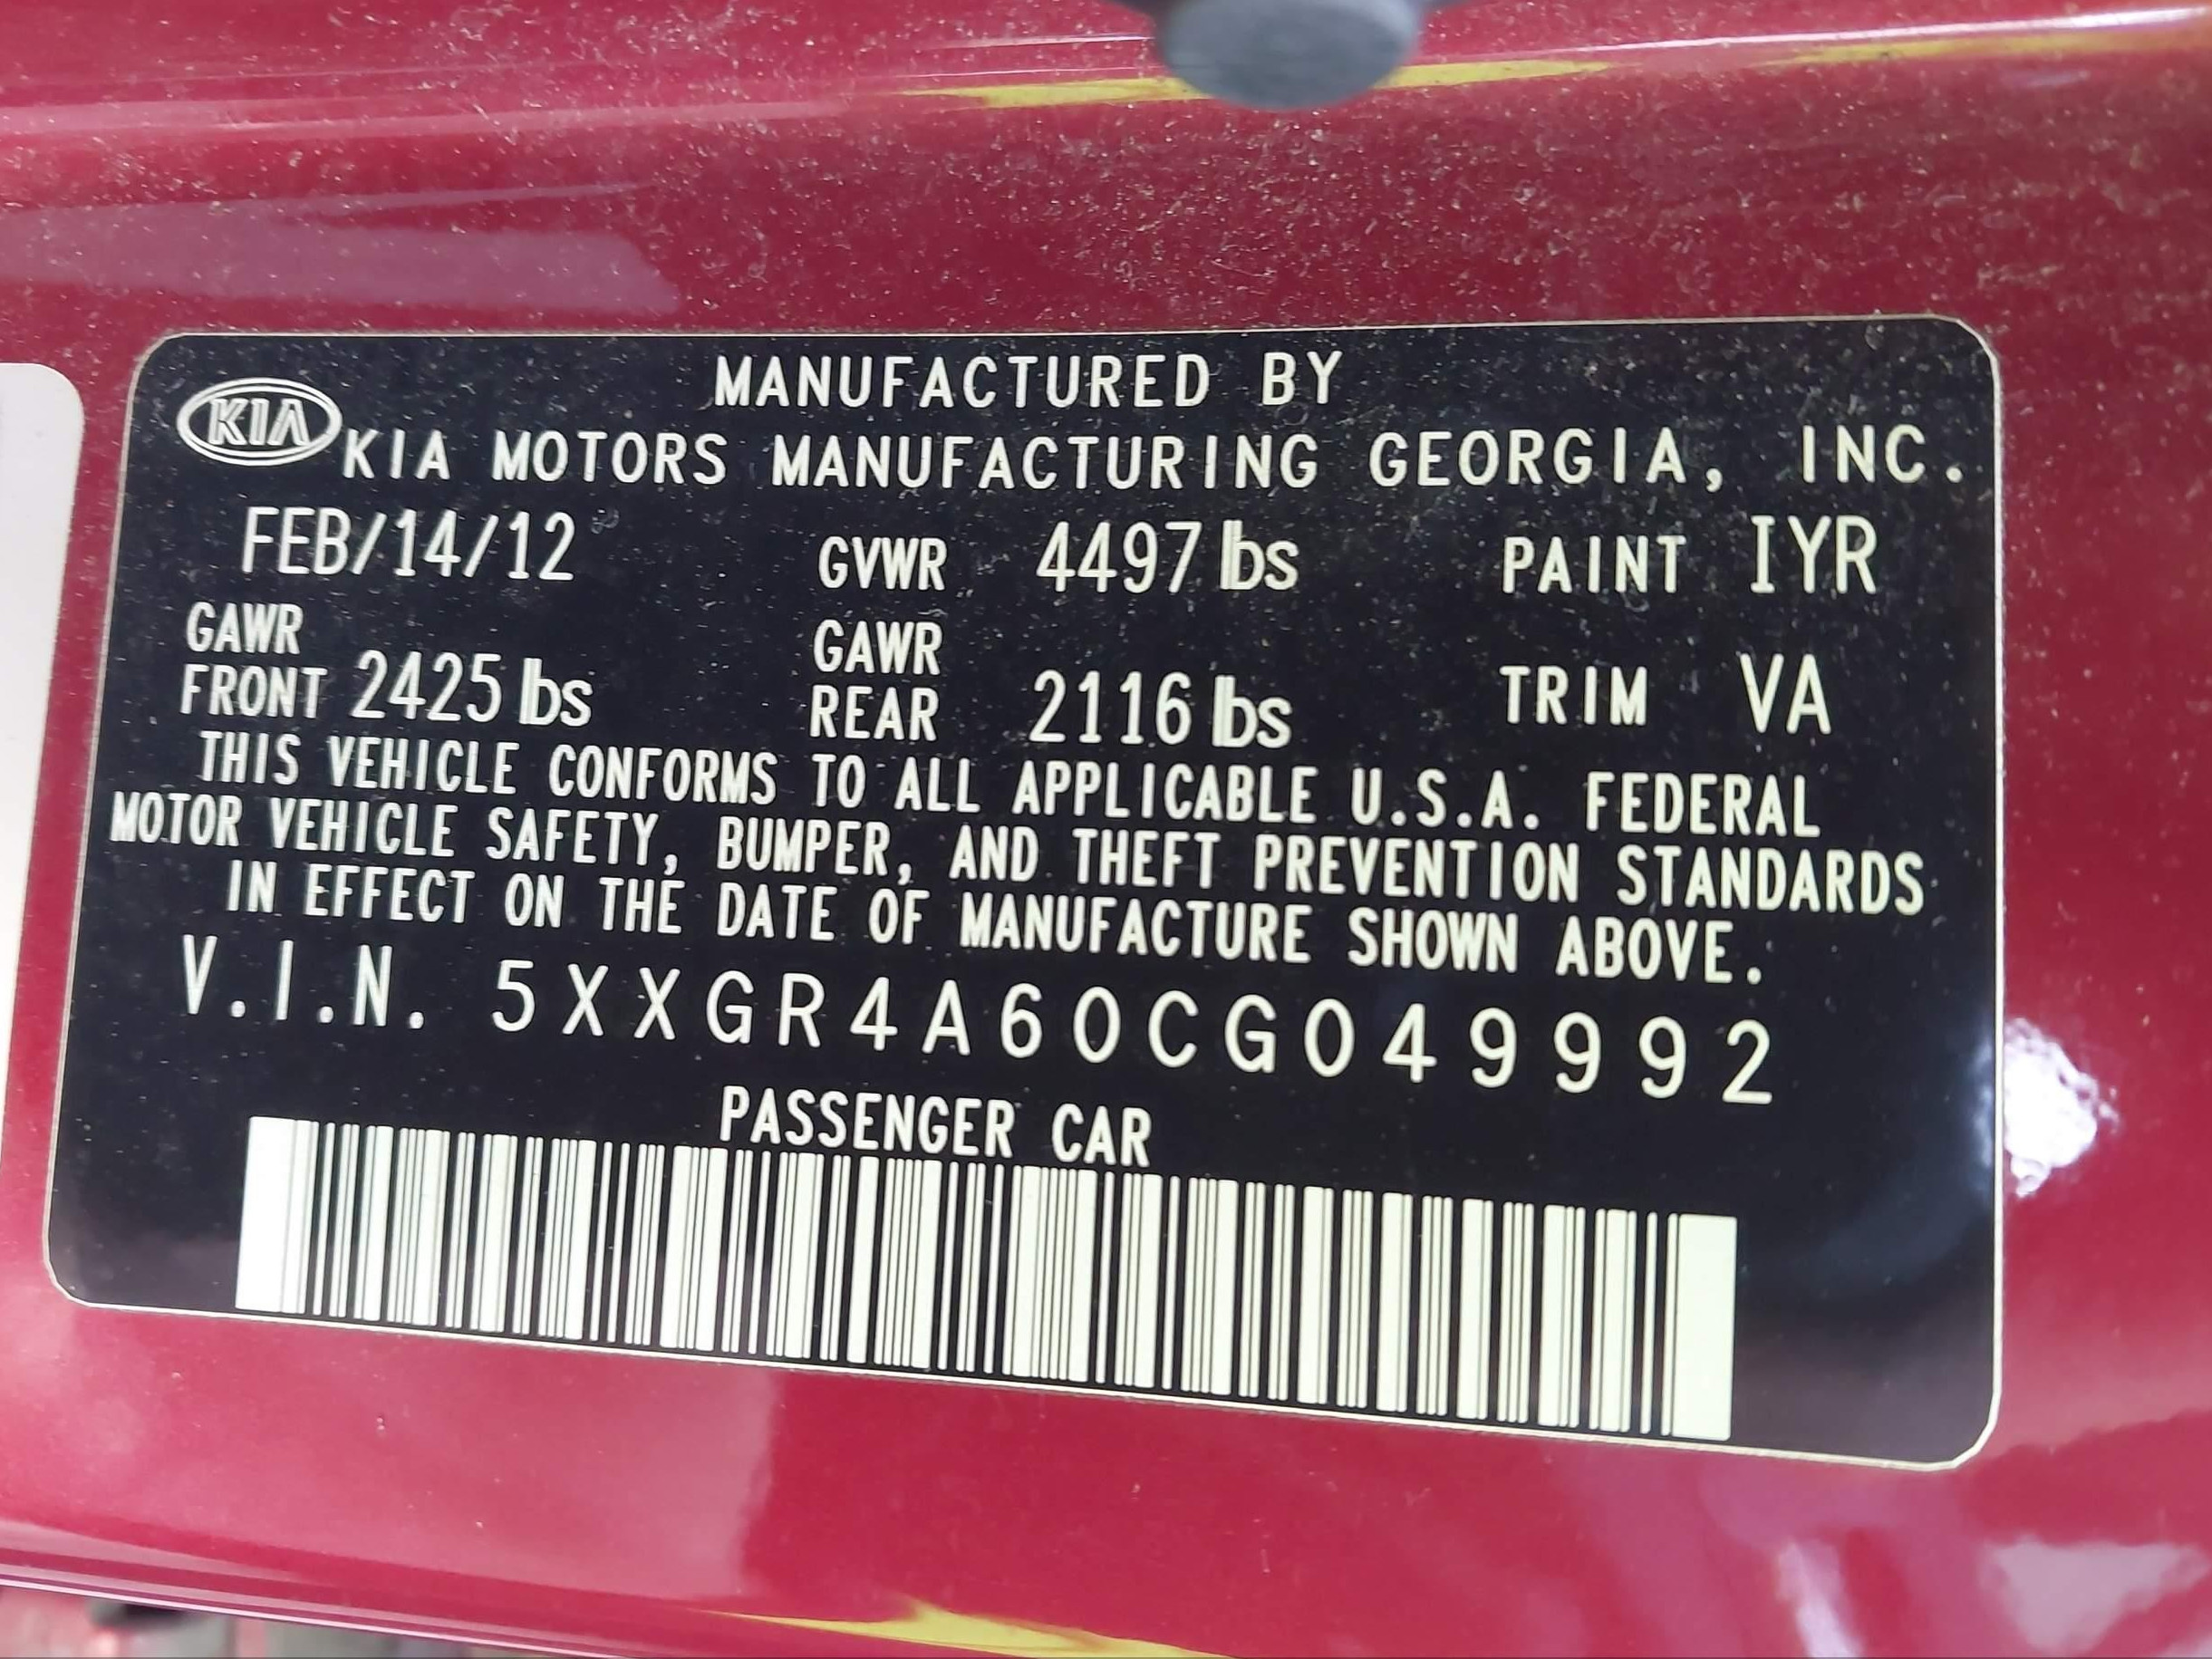 MANUFACTURED BY
KIA KIA MOTORS MANUFACTURING GEORGIA, INC.
FEB/14/12 GVWR 4497 lbs PAINT IYR
GAWR FRONT 2425 lbs GAWR REAR 2116 lbs TRIM VA
THIS VEHICLE CONFORMS TO ALL APPLICABLE U.S.A. FEDERAL
MOTOR VEHICLE SAFETY, BUMPER, AND THEFT PREVENTION STANDARDS
IN EFFECT ON THE DATE OF MANUFACTURE SHOWN ABOVE.
V.I.N. 5XXGR4A60CG049992
PASSENGER CAR